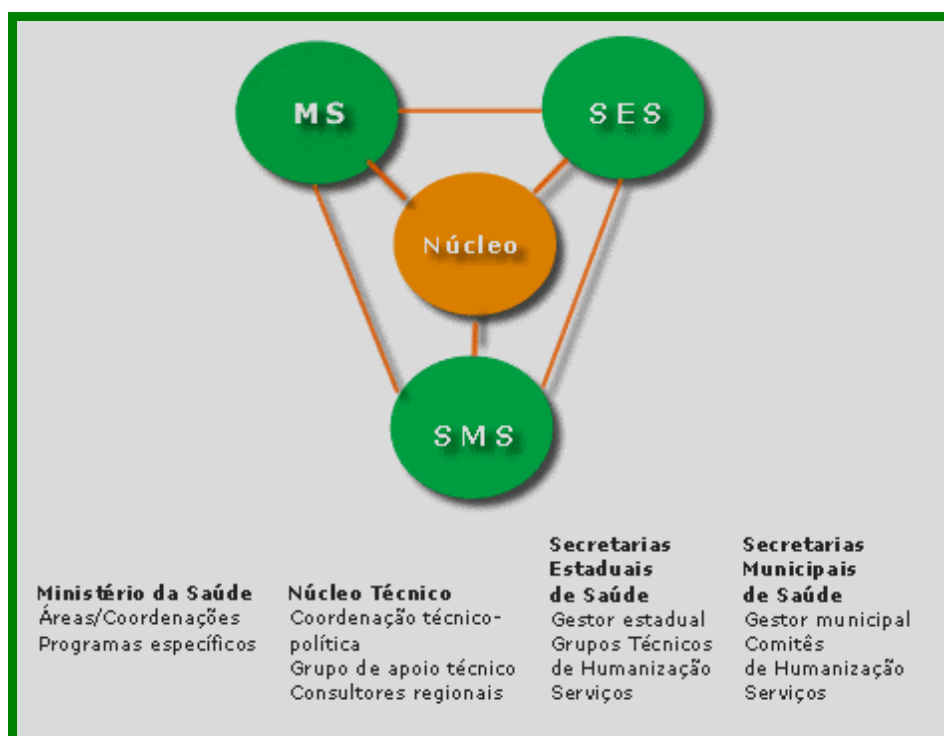 MS
SES
Núcleo
SMS
Ministério da Saúde
Áreas/Coordenações
Programas específicos
Núcleo Técnico
Coordenação técnico-
política
Grupo de apoio técnico
Consultores regionais
Secretarias
Estaduais
de Saúde
Gestor estadual
Grupos Técnicos
de Humanização
Serviços
Secretarias
Municipais
de Saúde
Gestor municipal
Comitês
de Humanização
Serviços